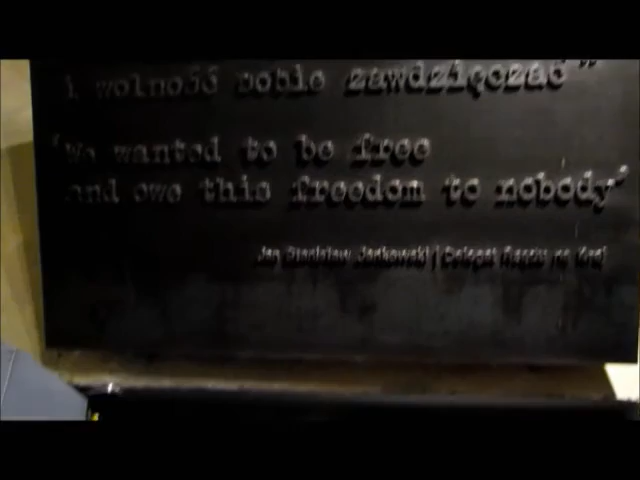 i wolność sobie zawdzięczać"
"We wanted to be free
and owe this freedom to nobody"
Jan Stanisław Jankowski | Delegat Rządu na Kraj